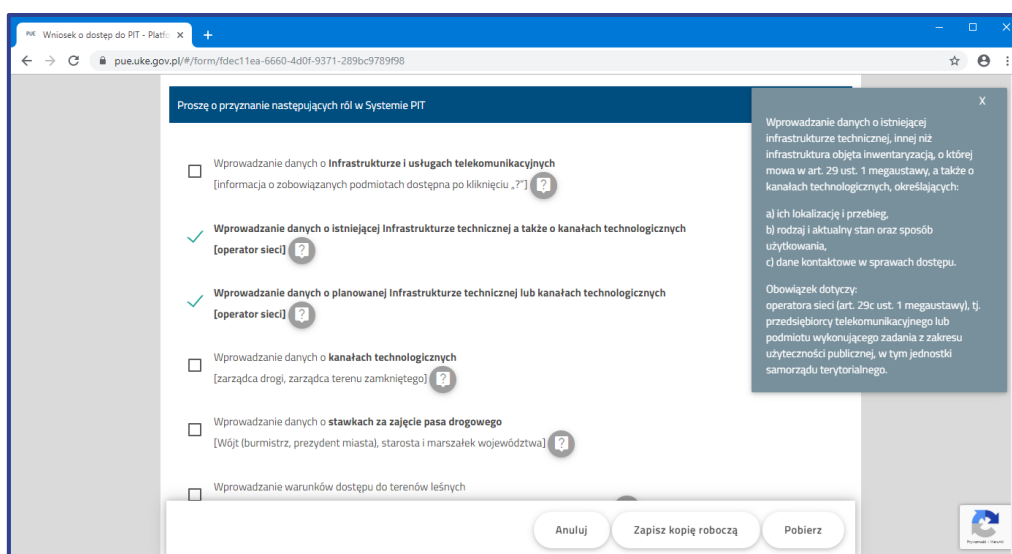 PUE Wniosek o dostęp do PIT - Platfo
pue.uke.gov.pl/#/form/fdec11ea-6660-4d0f-9371-289bc9789f98
Proszę o przyznanie następujących ról w Systemie PIT
Wprowadzanie danych o Infrastrukturze i usługach telekomunikacyjnych
[informacja o zobowiązanych podmiotach dostępna po kliknięciu „?"] ?
Wprowadzanie danych o istniejącej Infrastrukturze technicznej a także o kanałach technologicznych
[operator sieci] ?
Wprowadzanie danych o planowanej Infrastrukturze technicznej lub kanałach technologicznych
[operator sieci] ?
Wprowadzanie danych o kanałach technologicznych
[zarządca drogi, zarządca terenu zamkniętego] ?
Wprowadzanie danych o stawkach za zajęcie pasa drogowego
[Wójt (burmistrz, prezydent miasta), starosta i marszałek województwa] ?
Wprowadzanie warunków dostępu do terenów leśnych
X
Wprowadzanie danych o istniejącej
infrastrukturze technicznej, innej niż
infrastruktura objęta inwentaryzacją, o której
mowa w art. 29 ust. 1 megaustawy, a także o
kanałach technologicznych, określających:
a) ich lokalizację i przebieg,
b) rodzaj i aktualny stan oraz sposób
użytkowania,
c) dane kontaktowe w sprawach dostępu.
Obowiązek dotyczy:
operatora sieci (art. 29c ust. 1 megaustawy), tj.
przedsiębiorcy telekomunikacyjnego lub
podmiotu wykonującego zadania z zakresu
użyteczności publicznej, w tym jednostki
samorządu terytorialnego.
Anuluj
Zapisz kopię roboczą
Pobierz